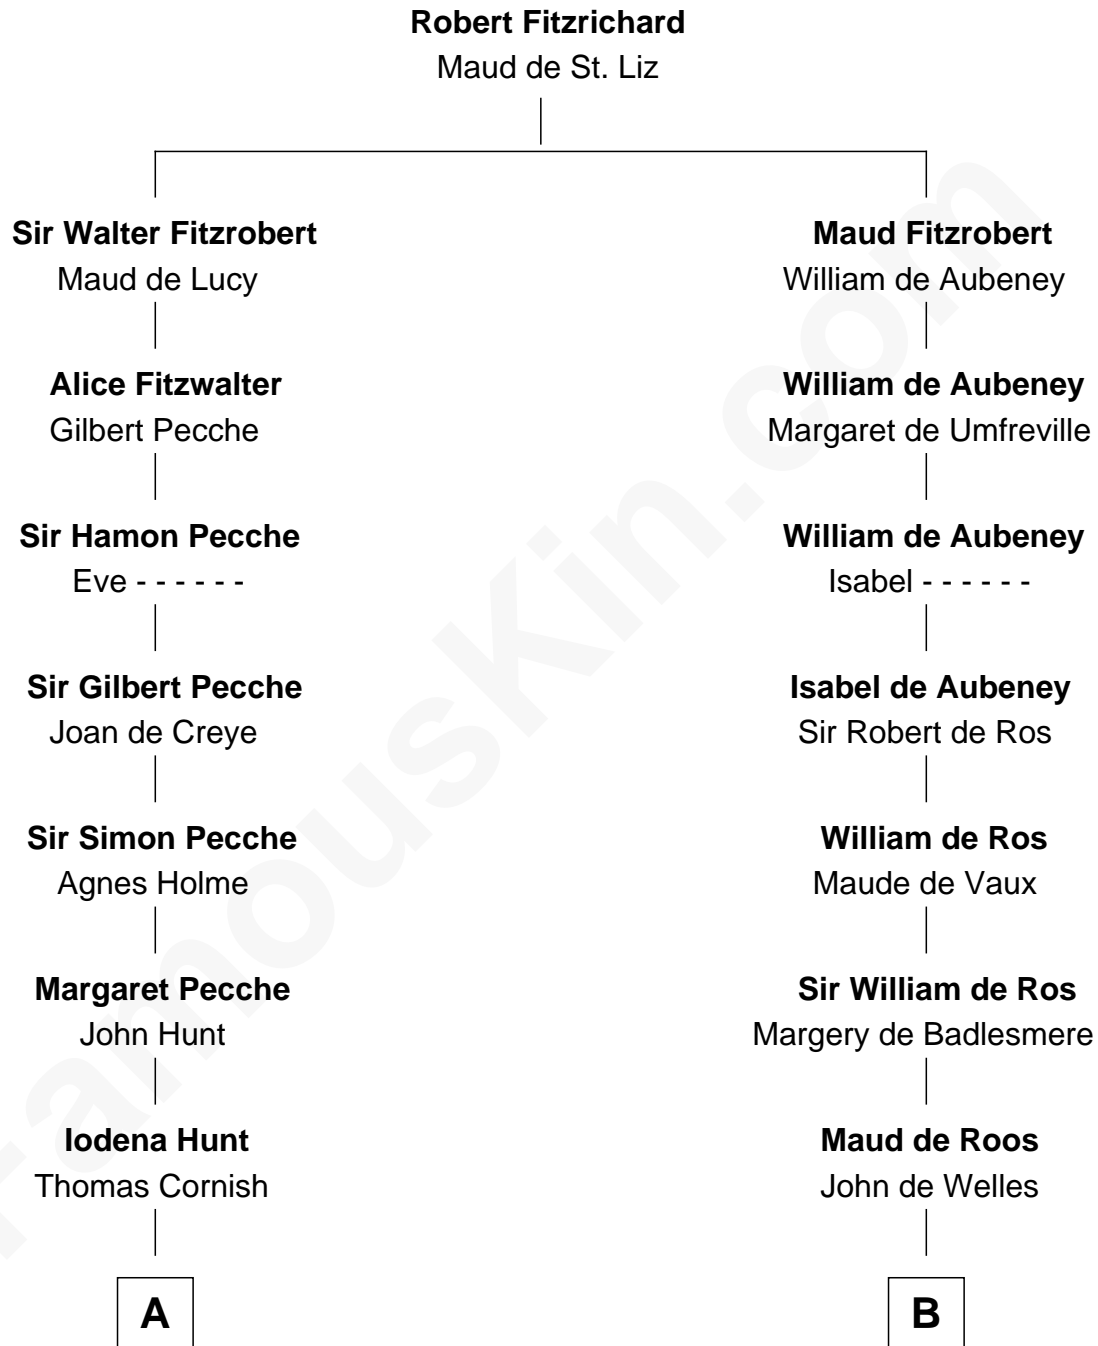 Robert Fitzrichard
Maud de St. Liz
Sir Walter Fitzrobert
Maud de Lucy
Alice Fitzwalter
Gilbert Pecche
Sir Hamon Pecche
Eve - - - - - -
Sir Gilbert Pecche
Joan de Creye
Sir Simon Pecche
Agnes Holme
Margaret Pecche
John Hunt
Iodena Hunt
Thomas Cornish
A
Maud Fitzrobert
William de Aubeney
William de Aubeney
Margaret de Umfreville
William de Aubeney
Isabel - - - - - -
Isabel de Aubeney
Sir Robert de Ros
William de Ros
Maude de Vaux
Sir William de Ros
Margery de Badlesmere
Maud de Roos
John de Welles
B
FamousKin.com